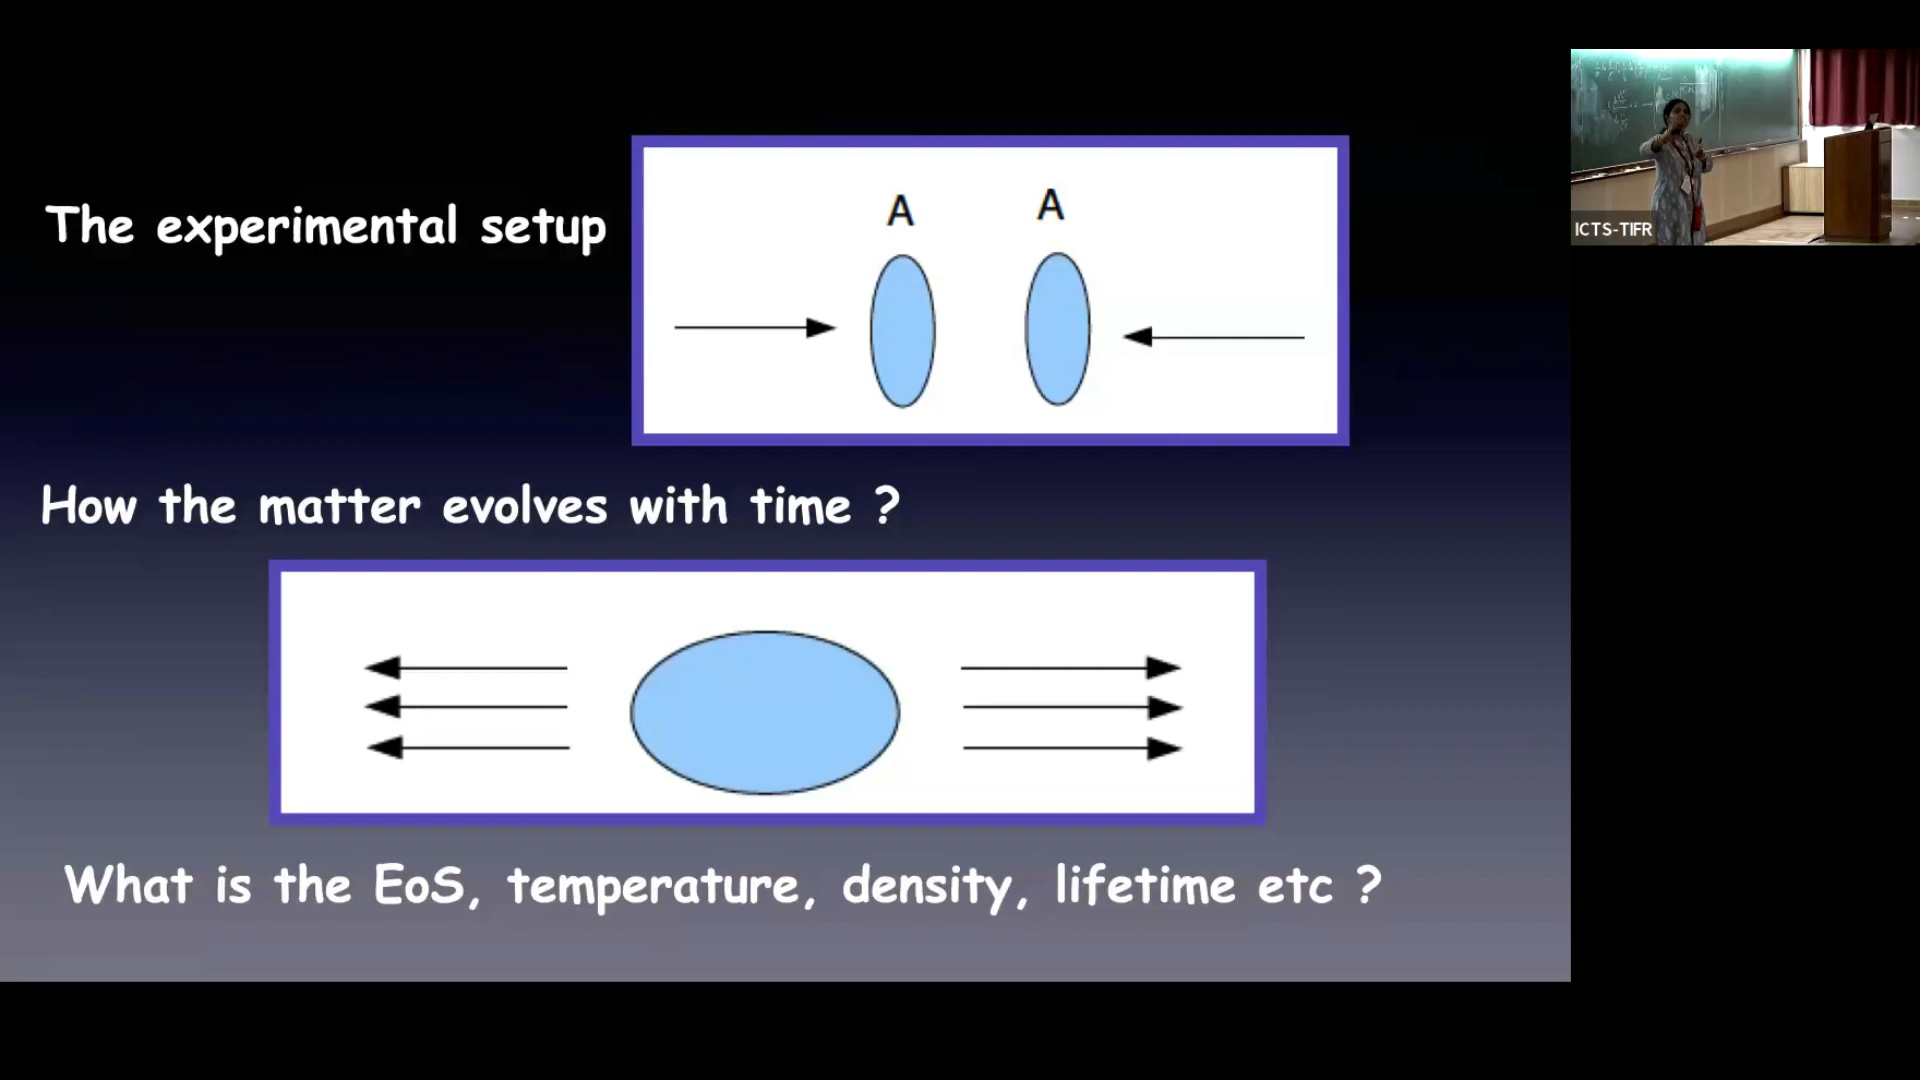 The experimental setup
A A
How the matter evolves with time ?
What is the EoS, temperature, density, lifetime etc ?
ICTS-TIFR